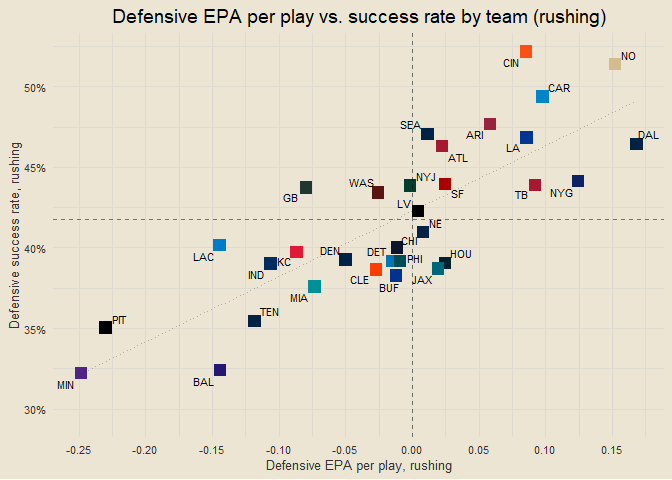 Defensive EPA per play vs. success rate by team (rushing)
CIN
NO
50%
CAR
SEA
ARI
DAL
LA
ATL
45%
WAS
NYJ
GB
SF
TB
NYG
LV
NE
CHI
LAC
DEN
DET
40%
IND
KC
PHI
HOU
CLE
BUF
JAX
MIA
TEN
PIT
35%
MIN
BAL
30%
-0.25
-0.20
-0.15
-0.10
-0.05
0.00
0.05
0.10
0.15
Defensive EPA per play, rushing
Defensive success rate, rushing